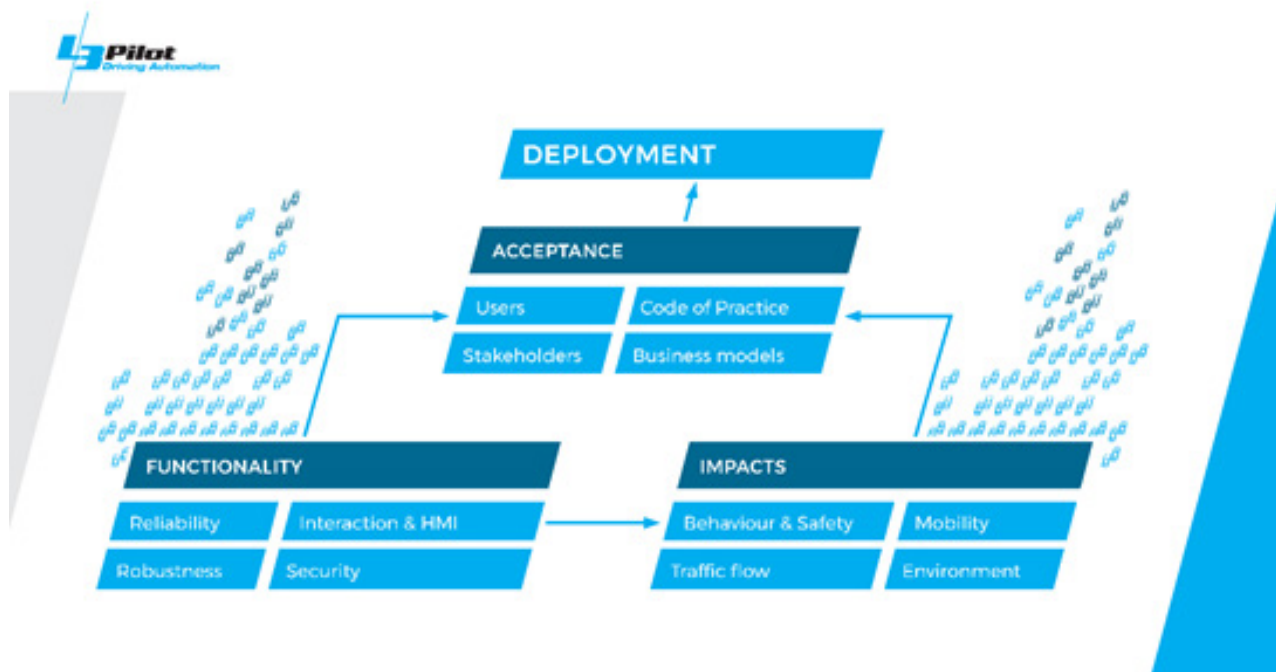 L3Pilot
Driving Automation
DEPLOYMENT
ACCEPTANCE
Users
Code of Practice
Stakeholders
Business models
FUNCTIONALITY
Reliability
Interaction & HMI
Robustness
Security
IMPACTS
Behaviour & Safety
Mobility
Traffic flow
Environment